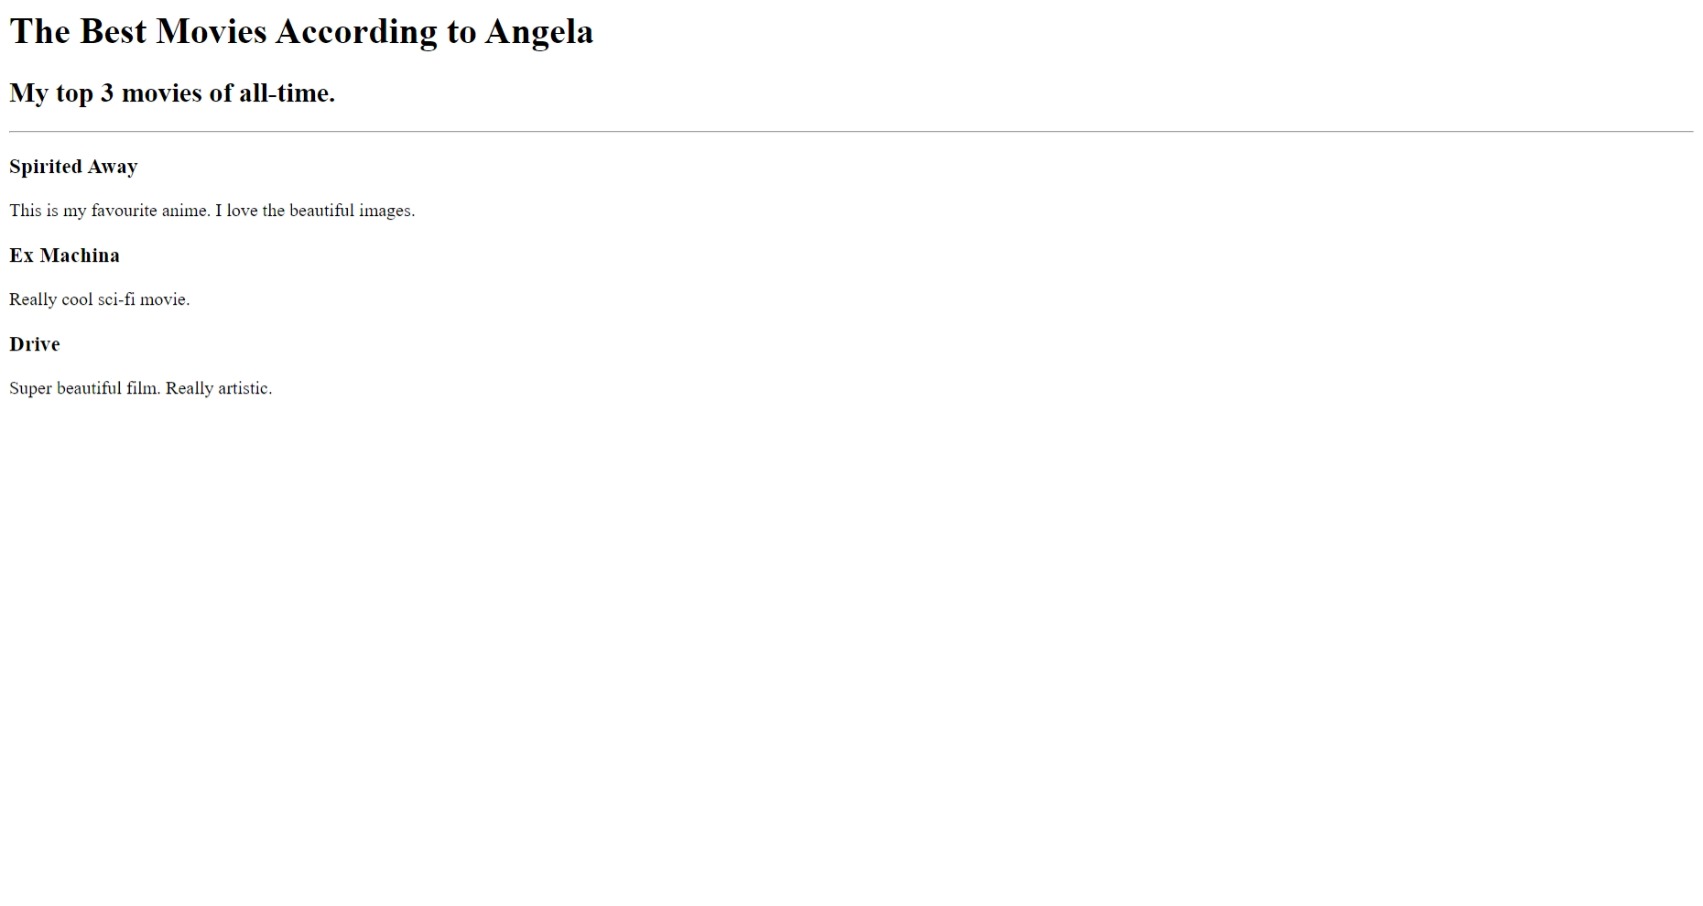 The Best Movies According to Angela
My top 3 movies of all-time.
Spirited Away
This is my favourite anime. I love the beautiful images.
Ex Machina
Really cool sci-fi movie.
Drive
Super beautiful film. Really artistic.